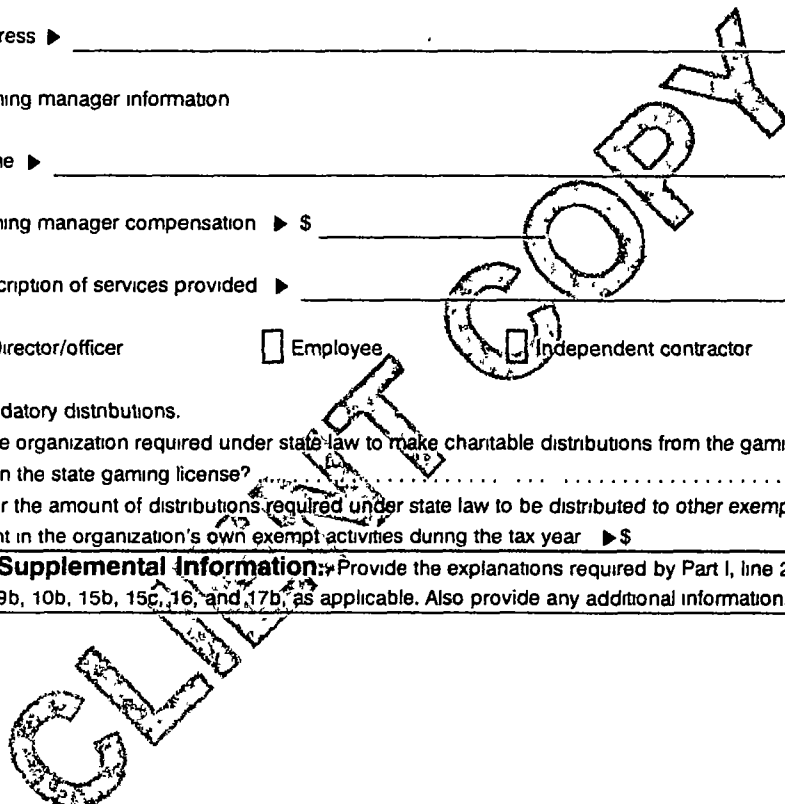 ress ▶
ning manager information
ne ▶
ning manager compensation ▶ $
cription of services provided ▶
Director/officer Employee Independent contractor
datory distributions.
e organization required under state law to make charitable distributions from the gami
n the state gaming license?
r the amount of distributions required under state law to be distributed to other exemp
nt in the organization's own exempt activities during the tax year ▶ $
Supplemental Information. Provide the explanations required by Part I, line 2
9b, 10b, 15b, 15c, 16, and 17b, as applicable. Also provide any additional information
CLIENT COPY